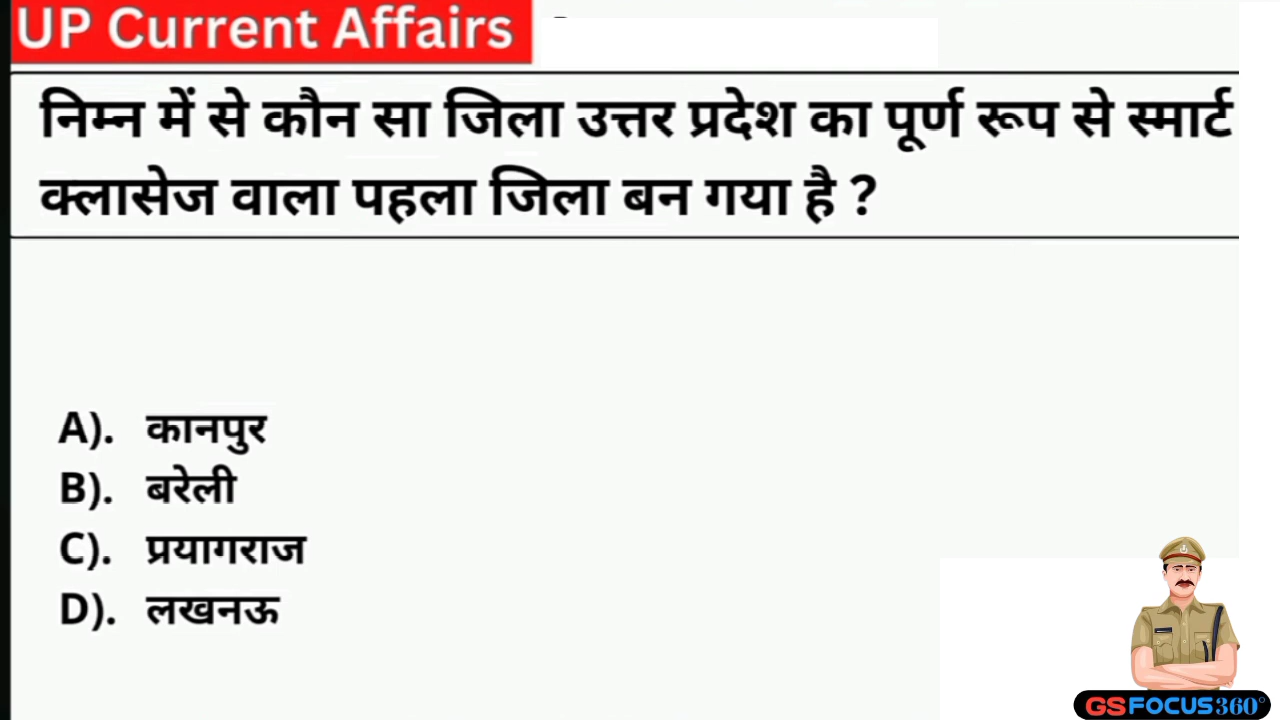 UP Current Affairs
निम्न में से कौन सा जिला उत्तर प्रदेश का पूर्ण रूप से स्मार्ट
क्लासेज वाला पहला जिला बन गया है ?
A). कानपुर
B). बरेली
C). प्रयागराज
D). लखनऊ
GSFOCUS360°